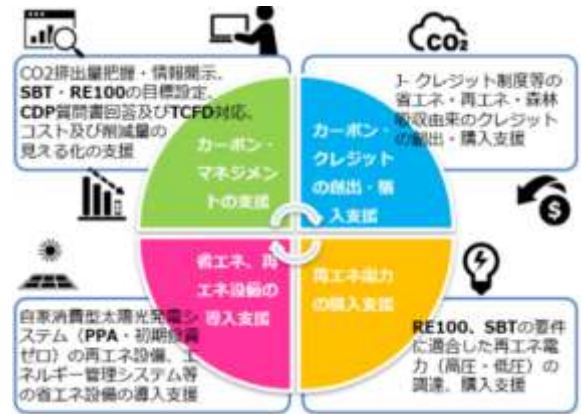 CO2
CO2排出量把握・情報開示、
SBT・RE100の目標設定、
CDP質問書回答及びTCFD対応、
コスト及び削減量の
見える化の支援
J- クレジット制度等の
省エネ・再エネ・森林
吸収由来のクレジット
の創出・購入支援
カーボン・
マネジメン
トの支援
カーボン・
クレジット
の創出・購
入支援
省エネ、再
エネ設備の
導入支援
再エネ電力
の購入支援
自家消費型太陽光発電シ
ステム（PPA・初期投資
ゼロ）の再エネ設備、エ
ネルギー管理システム等
の省エネ設備の導入支援
RE100、SBTの要件
に適合した再エネ電
力（高圧・低圧）の
調達、購入支援